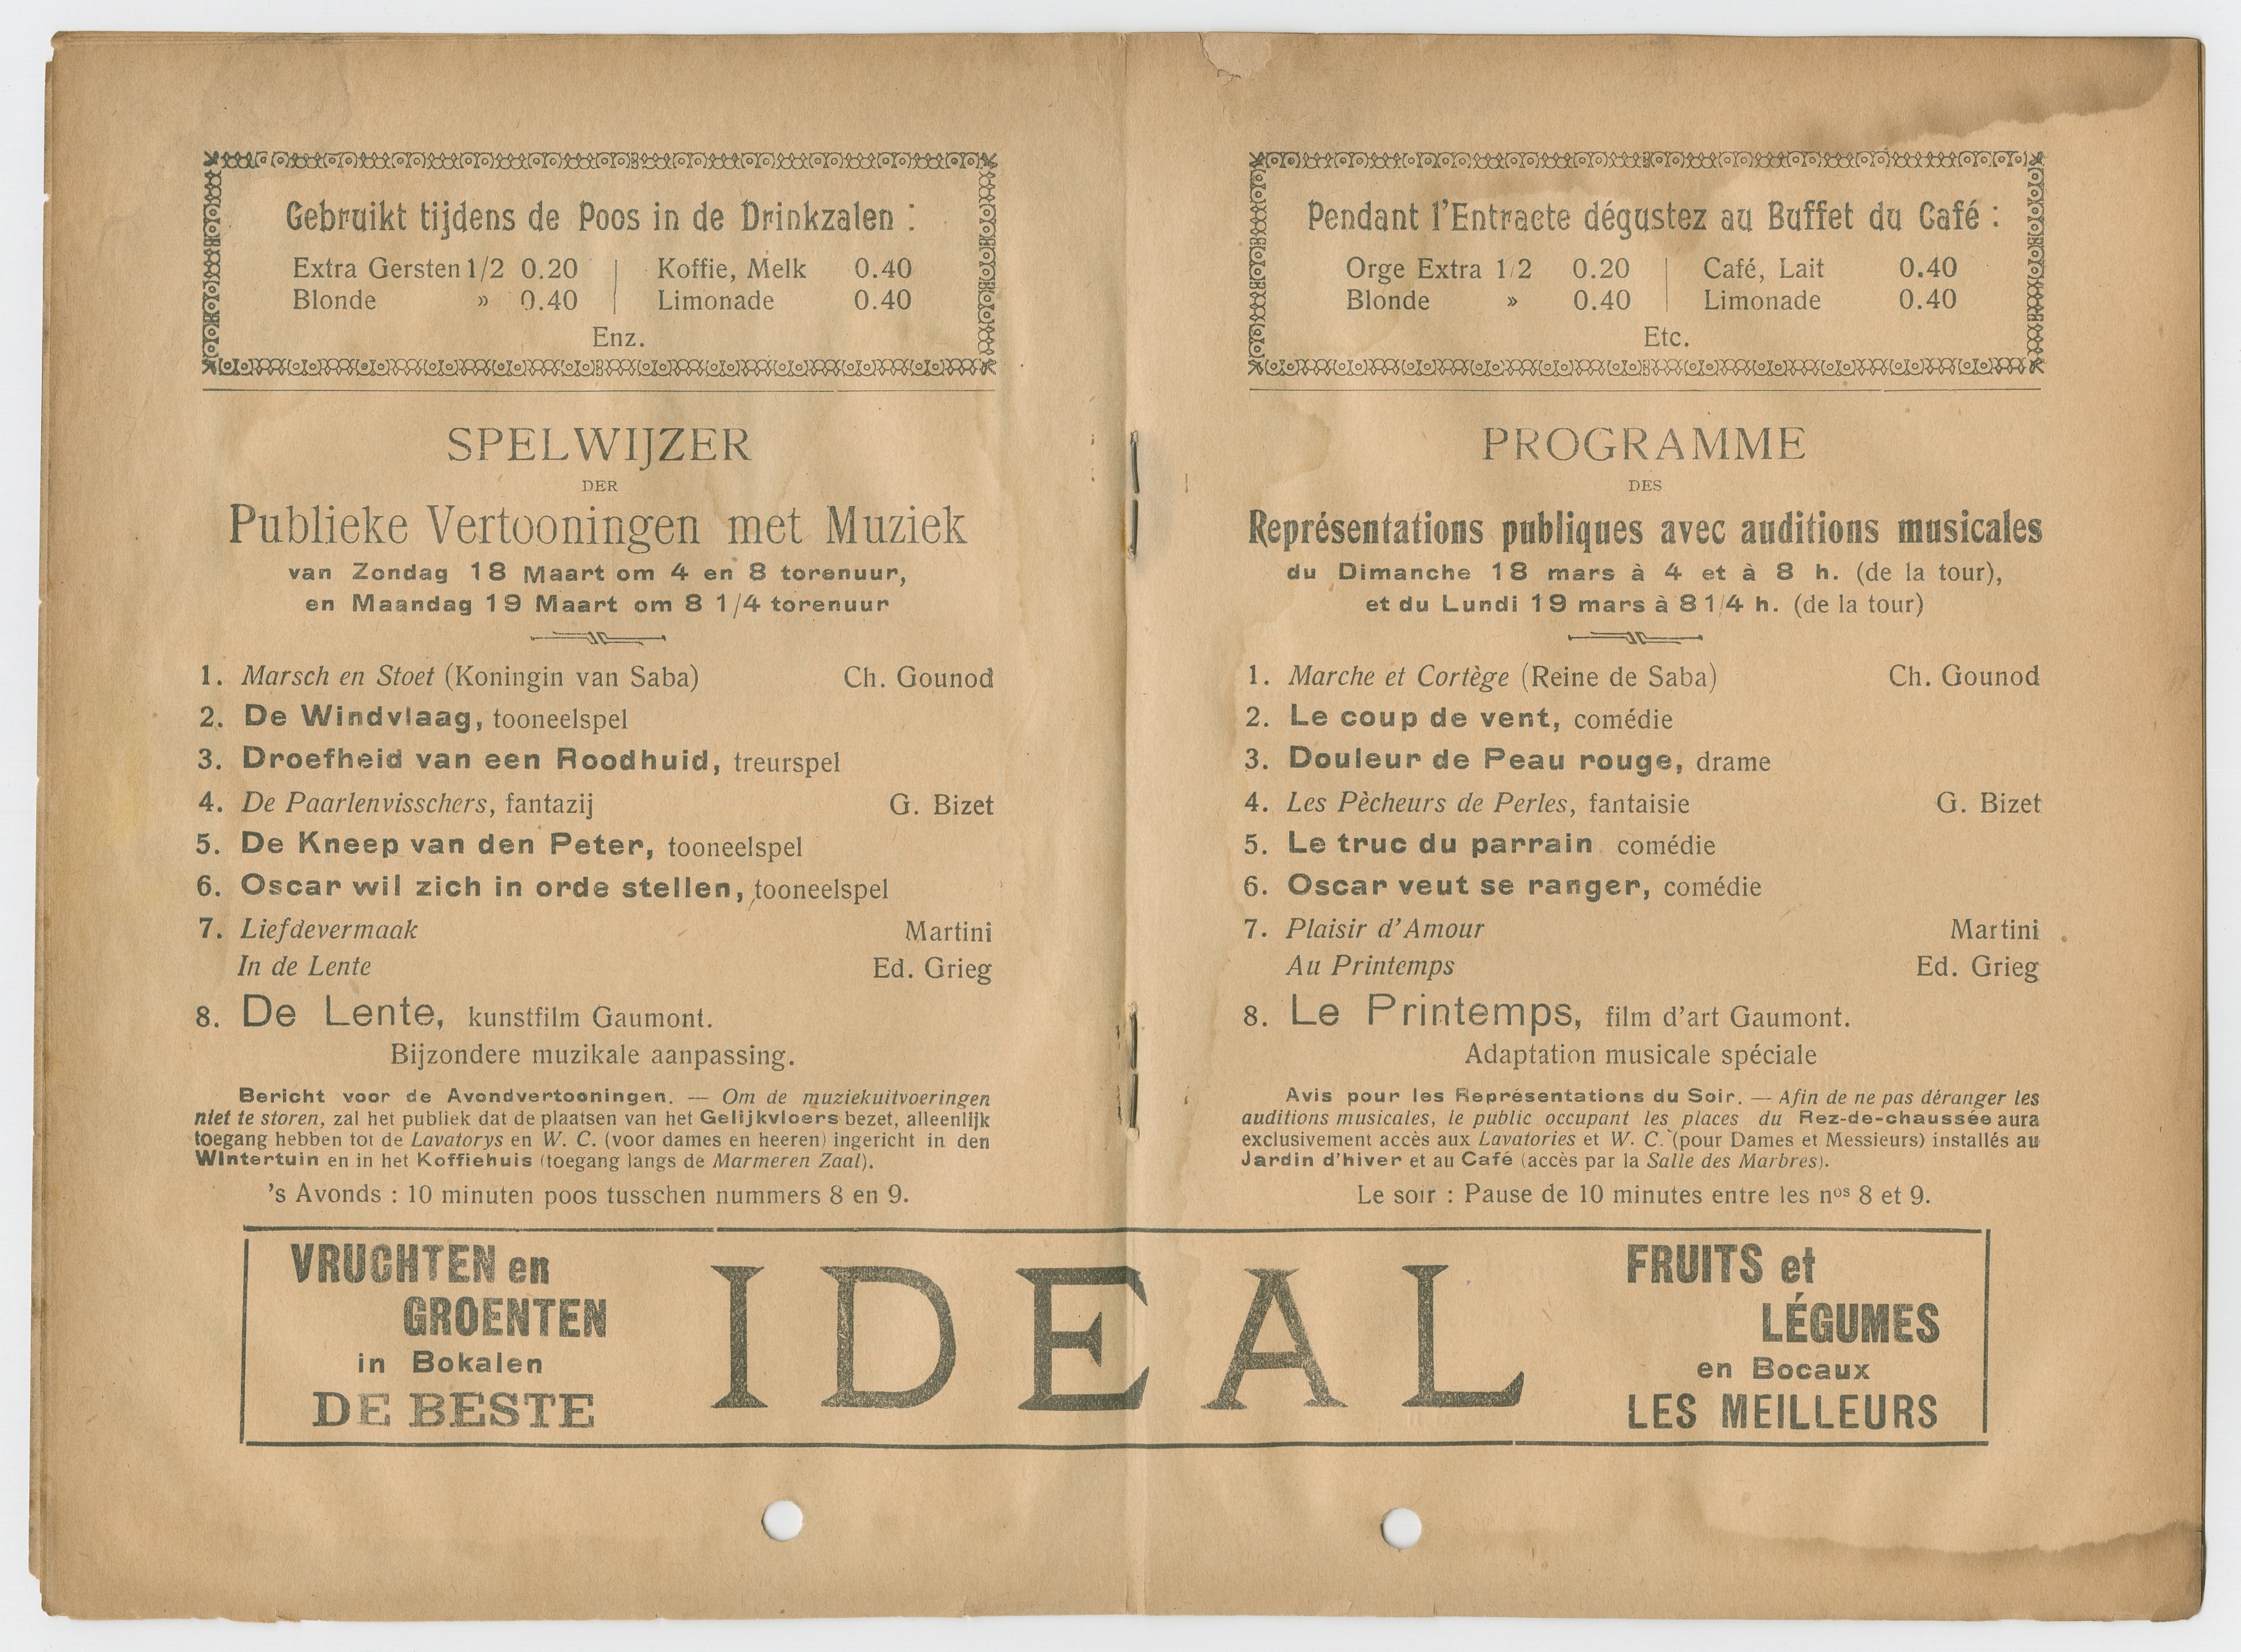 Gebruikt tijdens de Poos in de Drinkzalen :
Extra Gersten 1/2 0.20 Koffie, Melk 0.40
Blonde » 0.40 Limonade 0.40
Enz.
SPELWIJZER
DER
Publieke Vertooningen met Muziek
van Zondag 18 Maart om 4 en 8 torenuur,
en Maandag 19 Maart om 8 1/4 torenuur
1. Marsch en Stoet (Koningin van Saba) Ch. Gounod
2. De Windvlaag, tooneelspel
3. Droefheid van een Roodhuid, treurspel
4. De Paarlenvisschers, fantazij G. Bizet
5. De Kneep van den Peter, tooneelspel
6. Oscar wil zich in orde stellen, tooneelspel
7. Liefdevermaak Martini
In de Lente Ed. Grieg
8. De Lente, kunstfilm Gaumont.
Bijzondere muzikale aanpassing.
Bericht voor de Avondvertooningen. — Om de muziekuitvoeringen
niet te storen, zal het publiek dat de plaatsen van het Gelijkvloers bezet, alleenlijk
toegang hebben tot de Lavatorys en W. C. (voor dames en heeren) ingericht in den
Wintertuin en in het Koffiehuis (toegang langs de Marmeren Zaal).
's Avonds : 10 minuten poos tusschen nummers 8 en 9.
Pendant l'Entracte dégustez au Buffet du Café :
Orge Extra 1/2 0.20 Café, Lait 0.40
Blonde » 0.40 Limonade 0.40
Etc.
PROGRAMME
DES
Représentations publiques avec auditions musicales
du Dimanche 18 mars à 4 et à 8 h. (de la tour),
et du Lundi 19 mars à 8 1/4 h. (de la tour)
1. Marche et Cortège (Reine de Saba) Ch. Gounod
2. Le coup de vent, comédie
3. Douleur de Peau rouge, drame
4. Les Pècheurs de Perles, fantaisie G. Bizet
5. Le truc du parrain comédie
6. Oscar veut se ranger, comédie
7. Plaisir d'Amour Martini
Au Printemps Ed. Grieg
8. Le Printemps, film d'art Gaumont.
Adaptation musicale spéciale
Avis pour les Représentations du Soir. — Afin de ne pas déranger les
auditions musicales, le public occupant les places du Rez-de-chaussée aura
exclusivement accès aux Lavatories et W. C. (pour Dames et Messieurs) installés au
Jardin d'hiver et au Café (accès par la Salle des Marbres).
Le soir : Pause de 10 minutes entre les nos 8 et 9.
VRUCHTEN en
GROENTEN
in Bokalen
DE BESTE
IDEAL
FRUITS et
LÉGUMES
en Bocaux
LES MEILLEURS